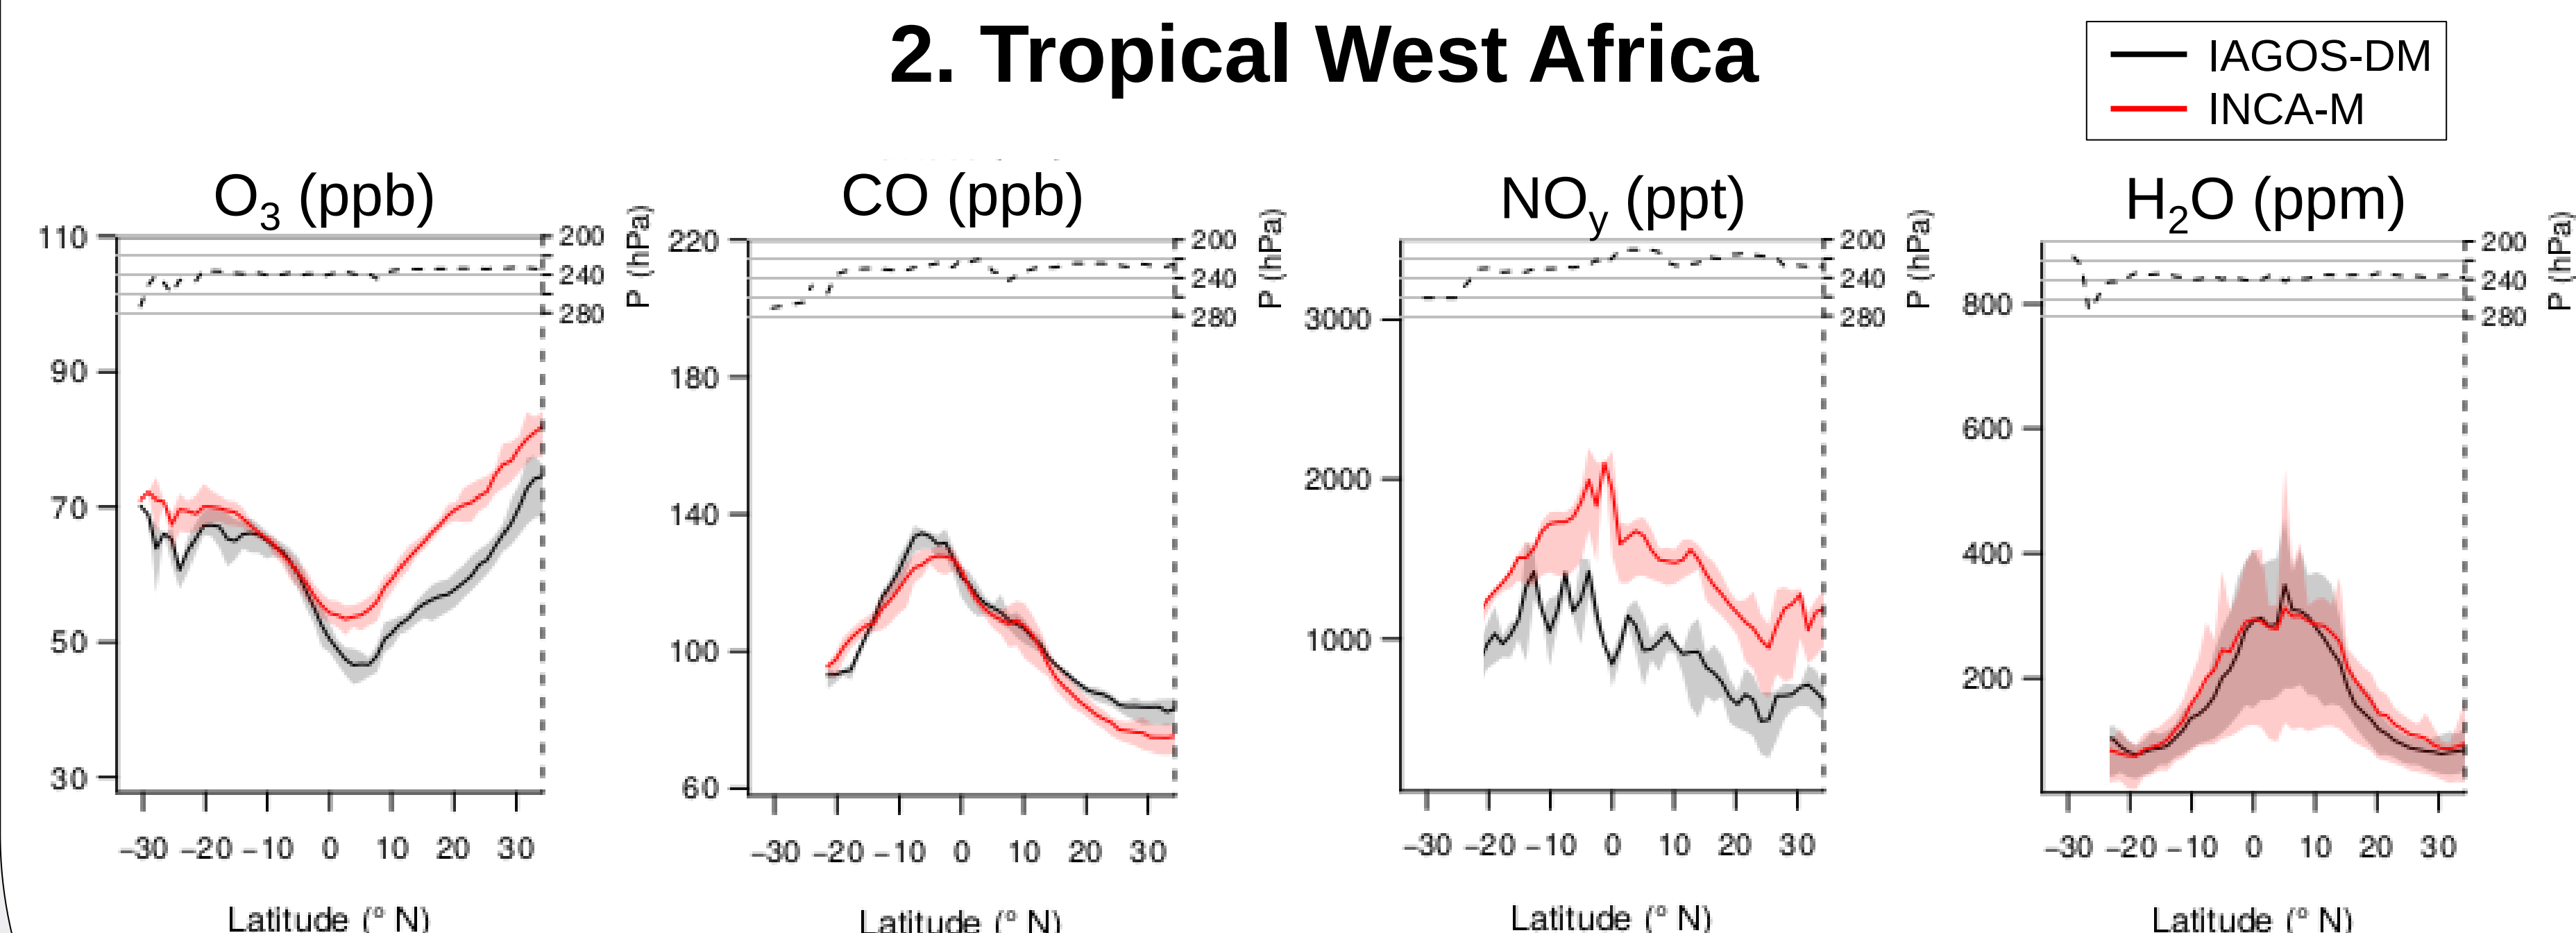 2. Tropical West Africa
IAGOS-DM
INCA-M
O3 (ppb)
110
90
70
50
30
200
240
280
P (hPa)
−30 −20 −10 0 10 20 30
Latitude (° N)
CO (ppb)
220
180
140
100
60
200
240
280
P (hPa)
−30 −20 −10 0 10 20 30
Latitude (° N)
NOy (ppt)
3000
2000
1000
200
240
280
P (hPa)
−30 −20 −10 0 10 20 30
Latitude (° N)
H2O (ppm)
800
600
400
200
200
240
280
P (hPa)
−30 −20 −10 0 10 20 30
Latitude (° N)